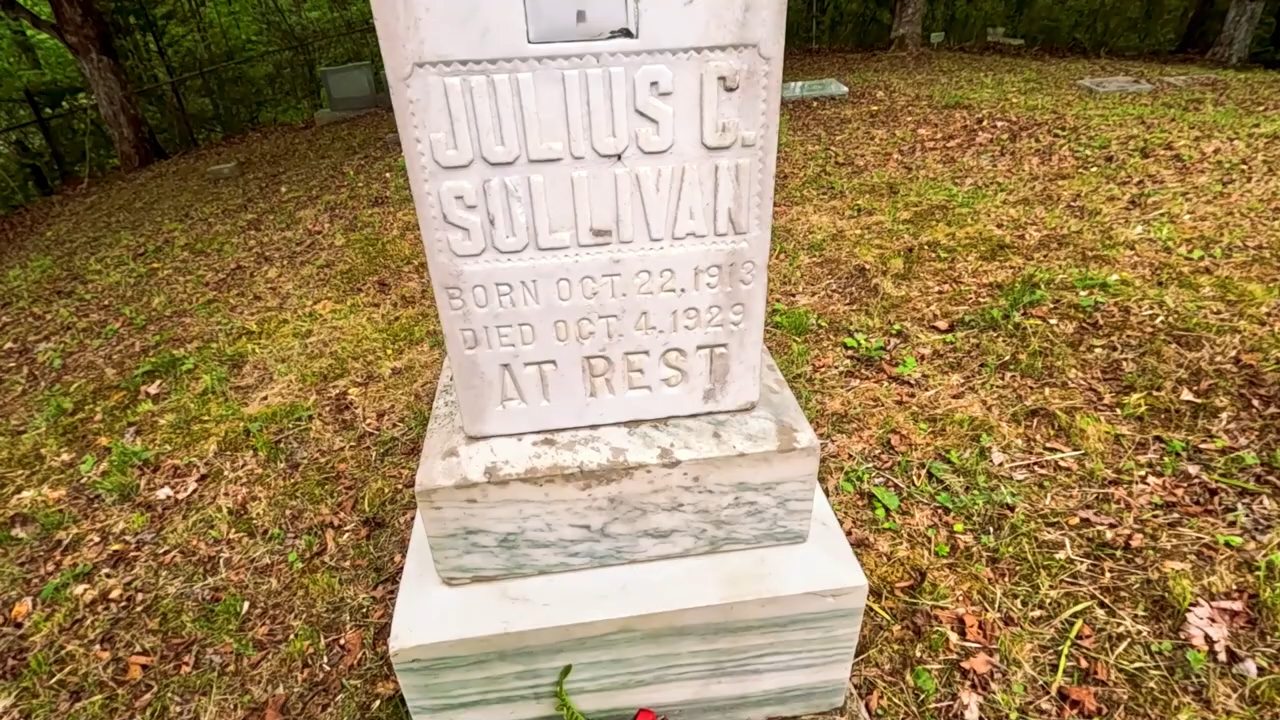 JULIUS C.
SULLIVAN
BORN OCT. 22, 1913
DIED OCT. 4, 1929
AT REST